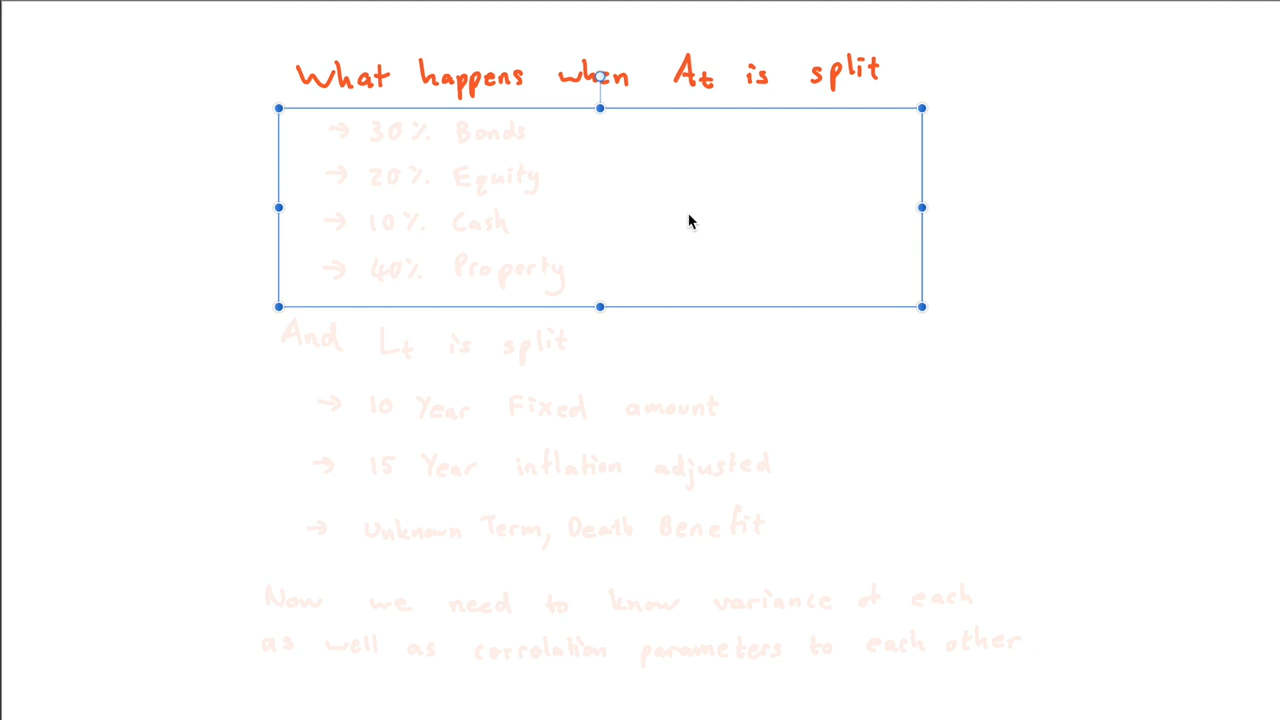 What happens when At is split
→ 30% Bonds
→ 20% Equity
→ 10% Cash
→ 40% Property
And Lt is split
→ 10 Year Fixed amount
→ 15 Year inflation adjusted
→ Unknown Term, Death Benefit
Now we need to know variance of each
as well as correlation parameters to each other